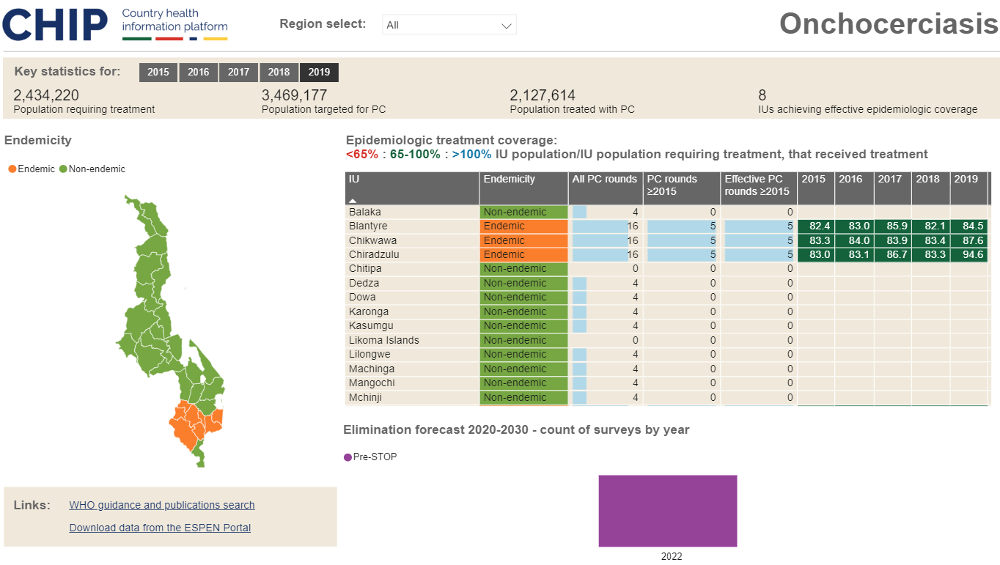 CHIP
Country health
information platform
Region select:
All
Onchocerciasis
Key statistics for:
2015 2016 2017 2018 2019
2,434,220
Population requiring treatment
3,469,177
Population targeted for PC
2,127,614
Population treated with PC
8
IUs achieving effective epidemiologic coverage
Endemicity
Endemic Non-endemic
Epidemiologic treatment coverage:
<65% : 65-100% : >100% IU population/IU population requiring treatment, that received treatment
IU Endemicity All PC rounds PC rounds ≥2015 Effective PC rounds ≥2015 2015 2016 2017 2018 2019
Balaka Non-endemic 4 0 0
Blantyre Endemic 16 5 5 82.4 83.0 85.9 82.1 84.5
Chikwawa Endemic 16 5 5 83.3 84.0 83.9 83.4 87.6
Chiradzulu Endemic 16 5 5 83.0 83.1 86.7 83.3 94.6
Chitipa Non-endemic 0 0 0
Dedza Non-endemic 4 0 0
Dowa Non-endemic 4 0 0
Karonga Non-endemic 4 0 0
Kasumgu Non-endemic 4 0 0
Likoma Islands Non-endemic 0 0 0
Lilongwe Non-endemic 4 0 0
Machinga Non-endemic 4 0 0
Mangochi Non-endemic 4 0 0
Mchinji Non-endemic 4 0 0
Elimination forecast 2020-2030 - count of surveys by year
Pre-STOP
2022
Links:
WHO guidance and publications search
Download data from the ESPEN Portal